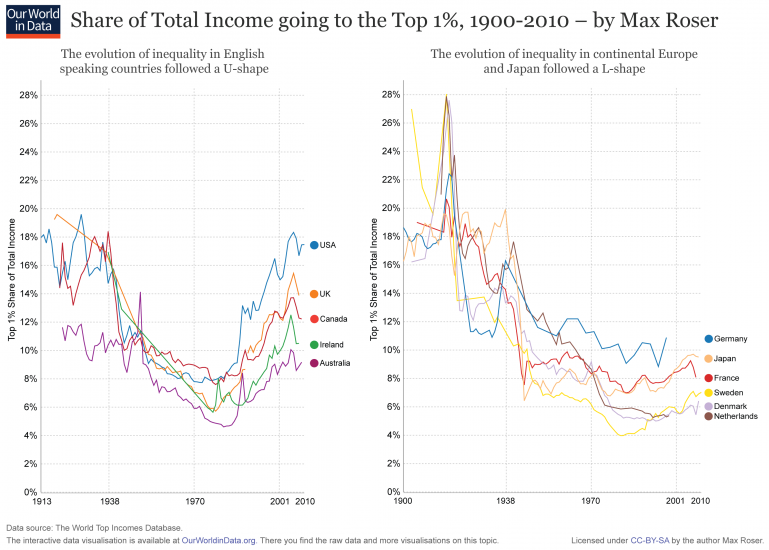 Our World
in Data
Share of Total Income going to the Top 1%, 1900-2010 – by Max Roser
The evolution of inequality in English
speaking countries followed a U-shape
28%
26%
24%
22%
20%
18%
16%
14%
12%
10%
8%
6%
4%
2%
0%
Top 1% Share of Total Income
1913
1938
1970
2001
2010
USA
UK
Canada
Ireland
Australia
The evolution of inequality in continental Europe
and Japan followed a L-shape
28%
26%
24%
22%
20%
18%
16%
14%
12%
10%
8%
6%
4%
2%
0%
Top 1% Share of Total Income
1900
1938
1970
2001
2010
Germany
Japan
France
Sweden
Denmark
Netherlands
Data source: The World Top Incomes Database.
The interactive data visualisation is available at OurWorldinData.org. There you find the raw data and more visualisations on this topic.
Licensed under CC-BY-SA by the author Max Roser.